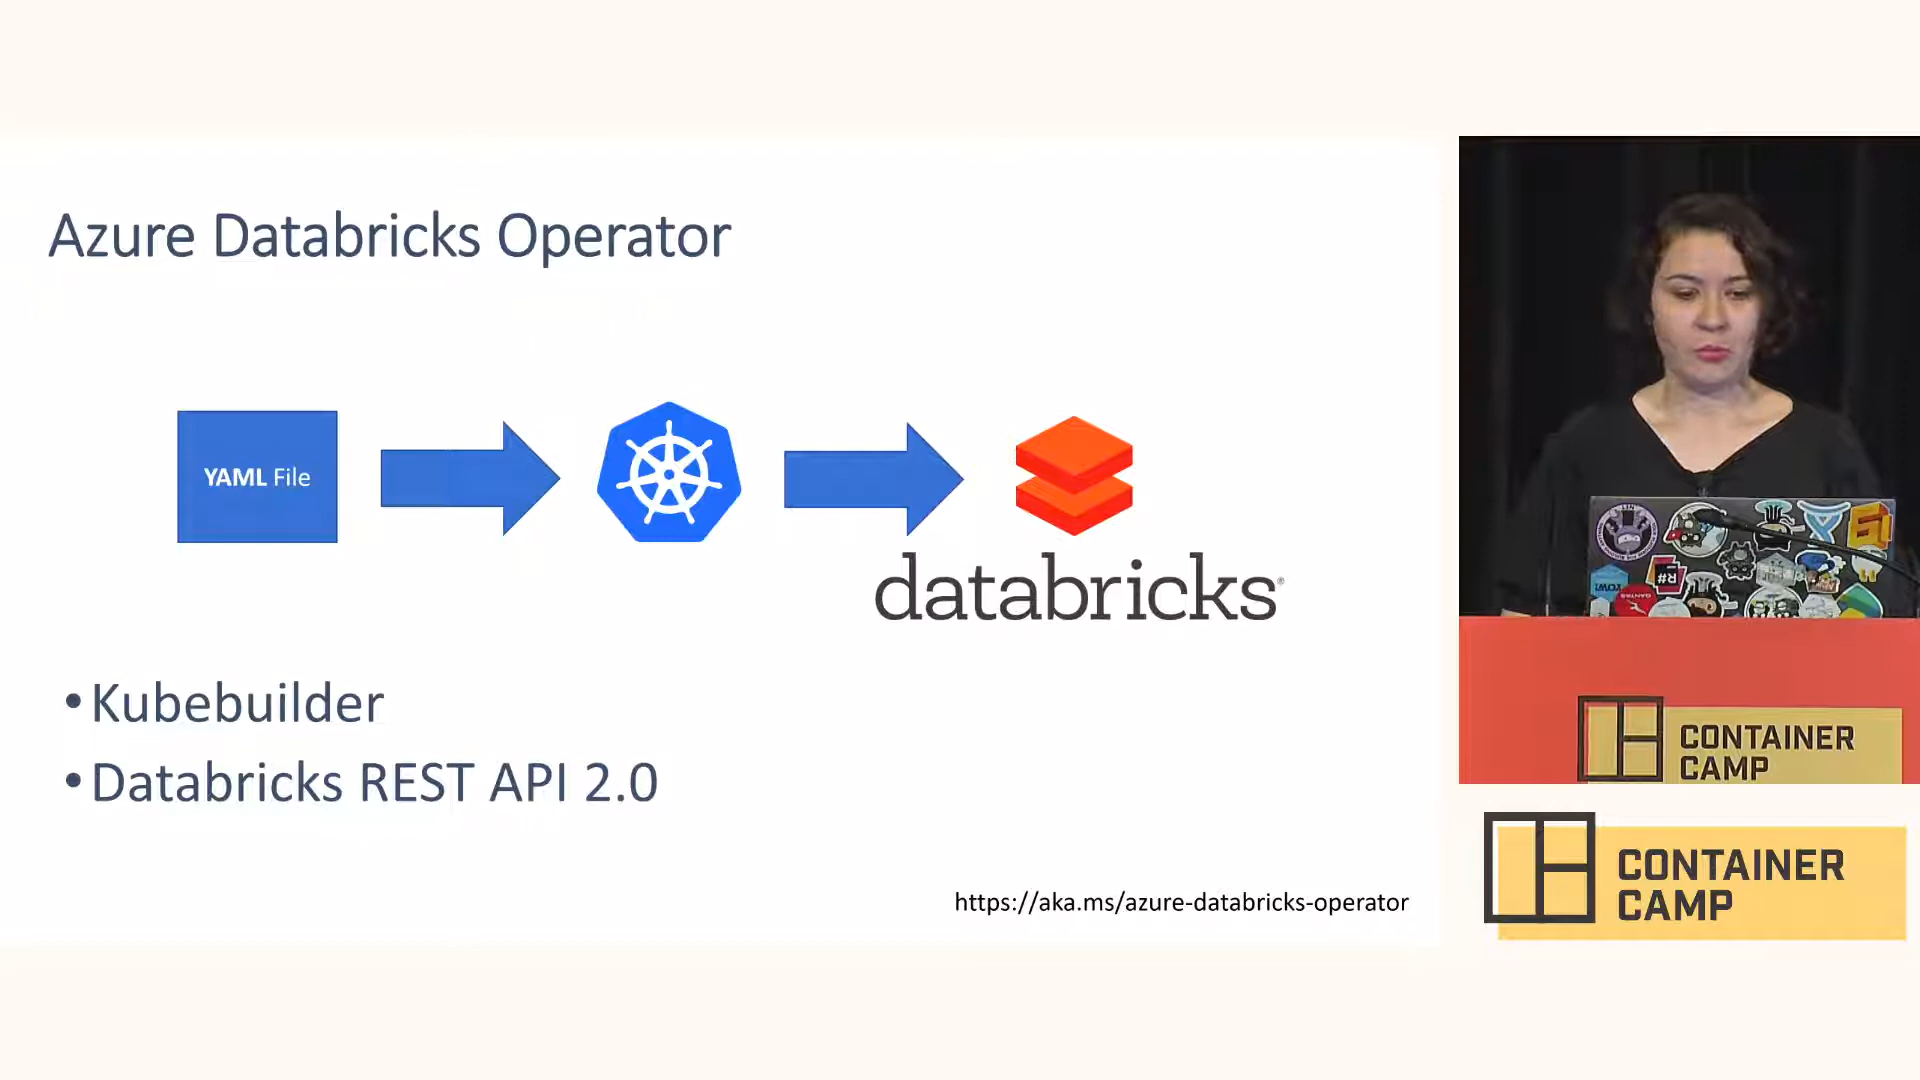 Azure Databricks Operator
YAML File
databricks
• Kubebuilder
• Databricks REST API 2.0
https://aka.ms/azure-databricks-operator
R#
QANTAS
CONTAINER
CAMP
CONTAINER
CAMP